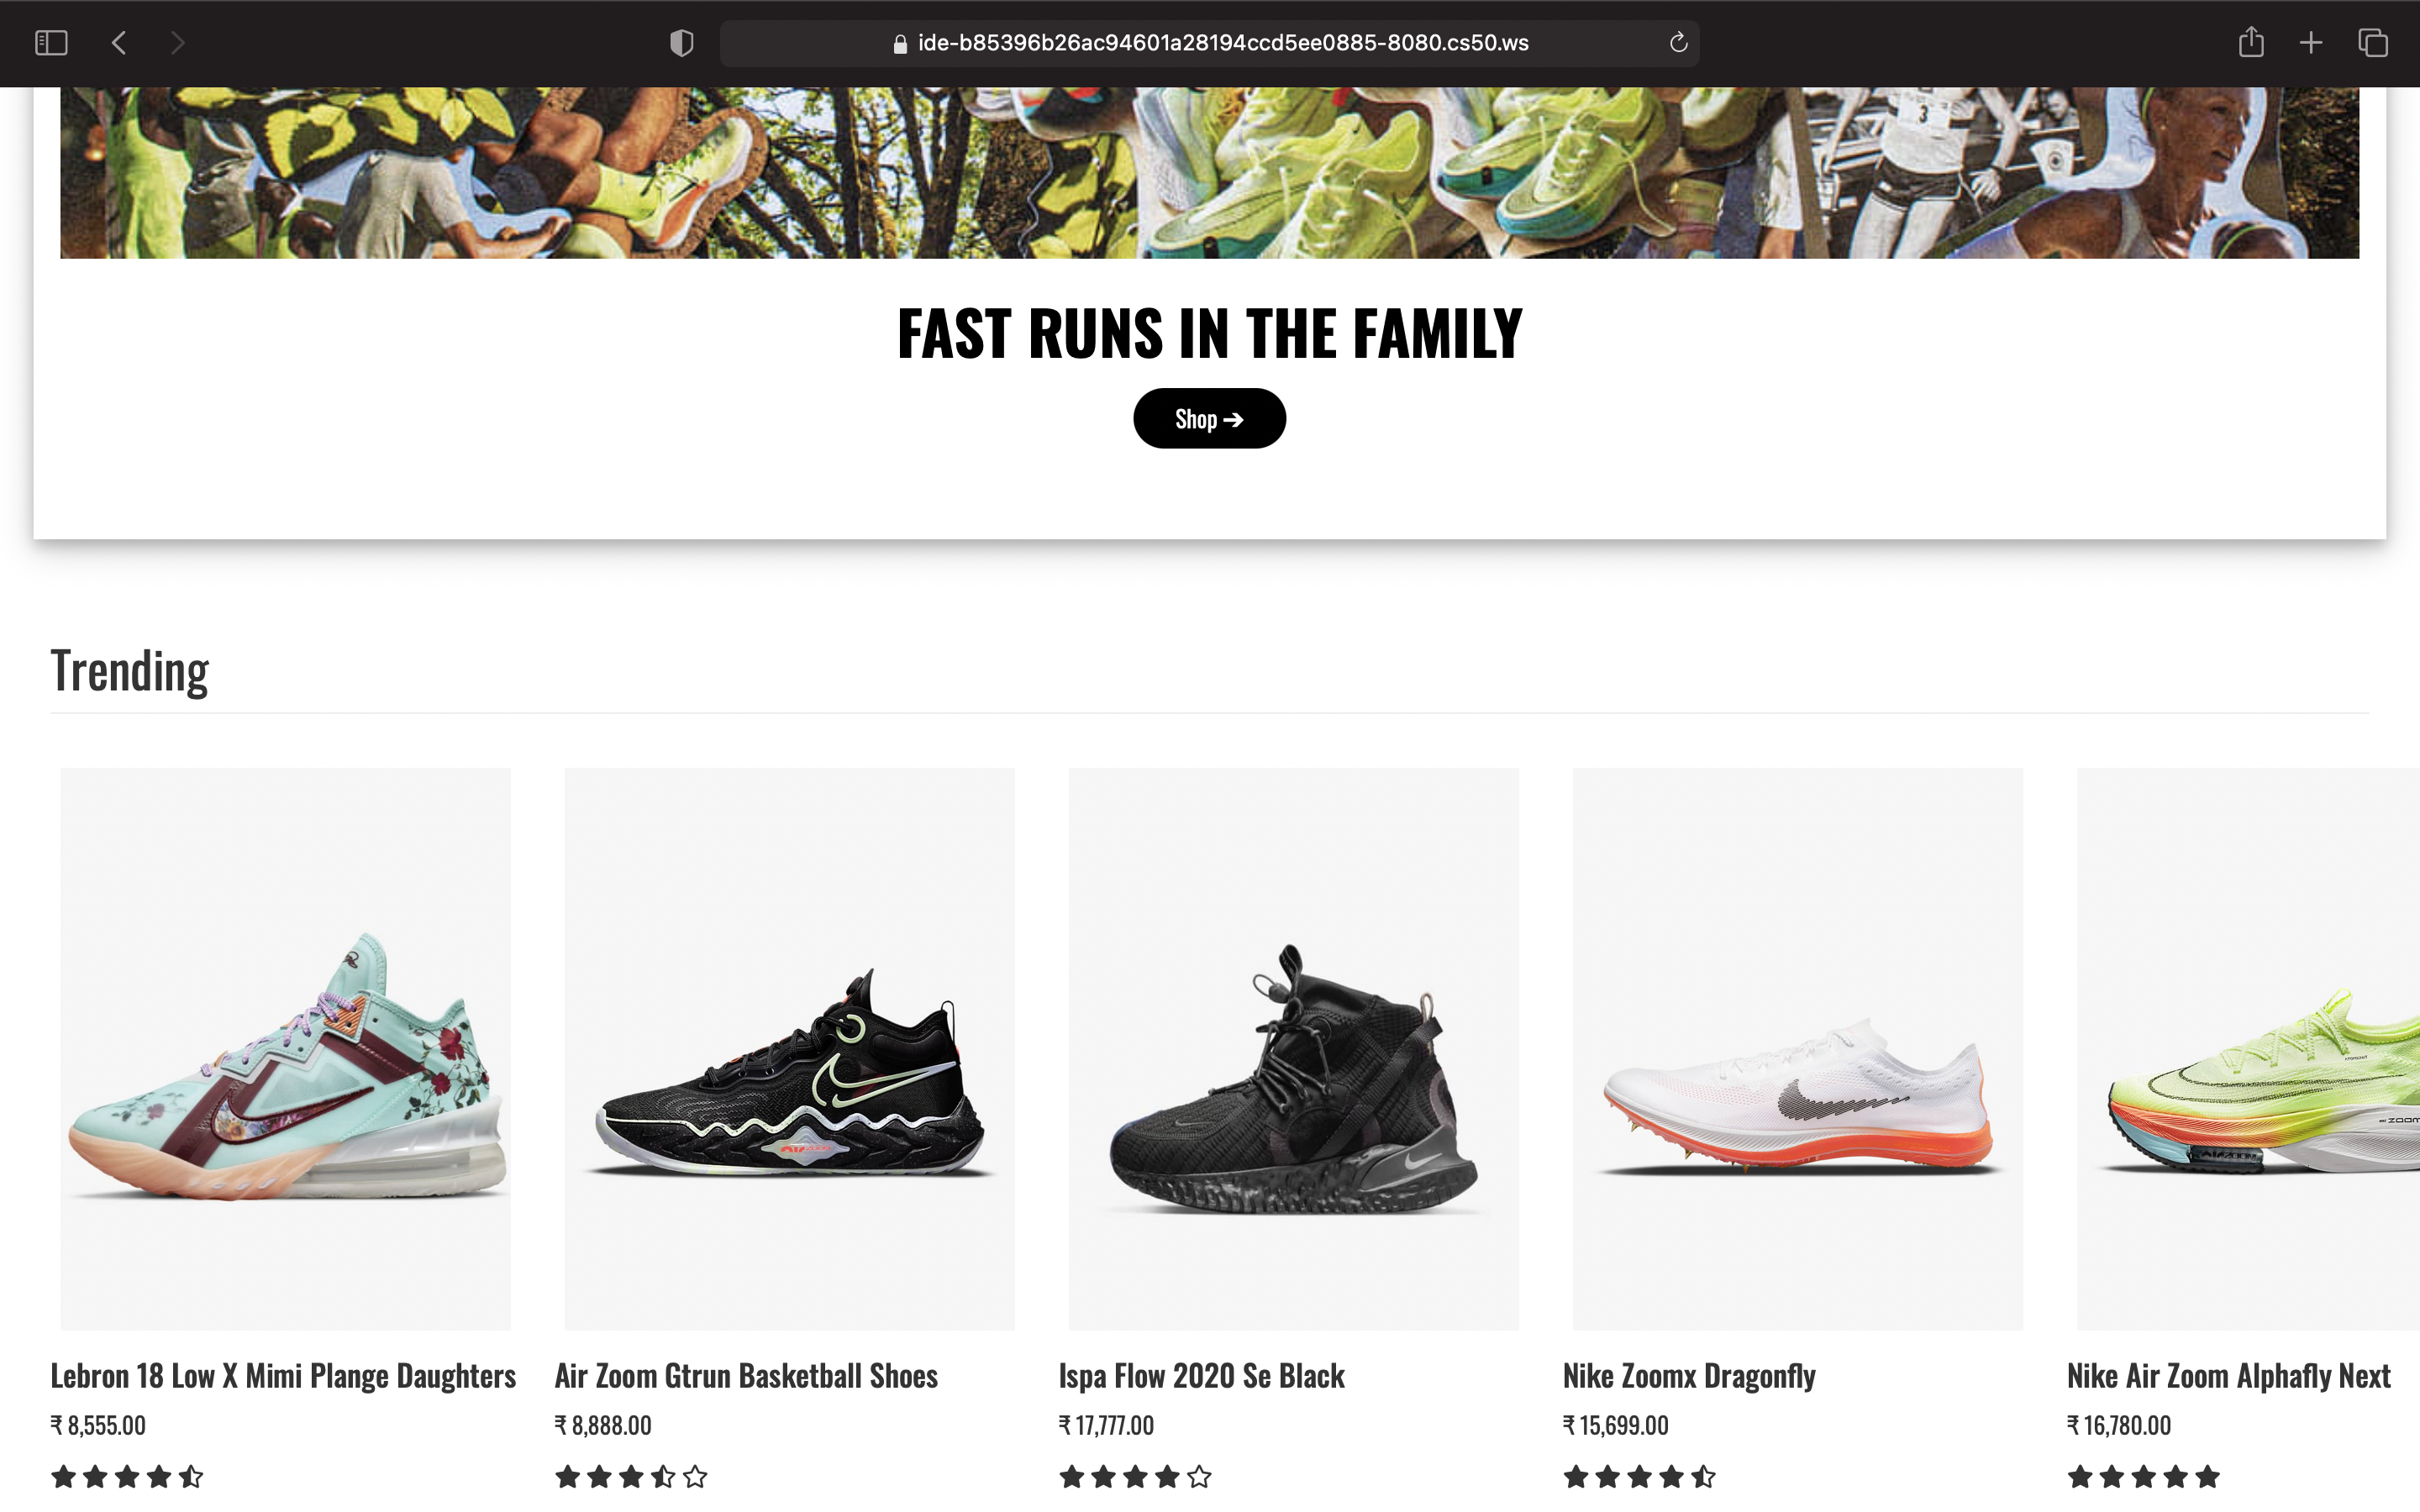 ide-b85396b26ac94601a28194ccd5ee0885-8080.cs50.ws
3
FAST RUNS IN THE FAMILY
Shop ➔
Trending
Lebron 18 Low X Mimi Plange Daughters
₹ 8,555.00
Air Zoom Gtrun Basketball Shoes
₹ 8,888.00
Ispa Flow 2020 Se Black
₹ 17,777.00
Nike Zoomx Dragonfly
₹ 15,699.00
Nike Air Zoom Alphafly Next
₹ 16,780.00